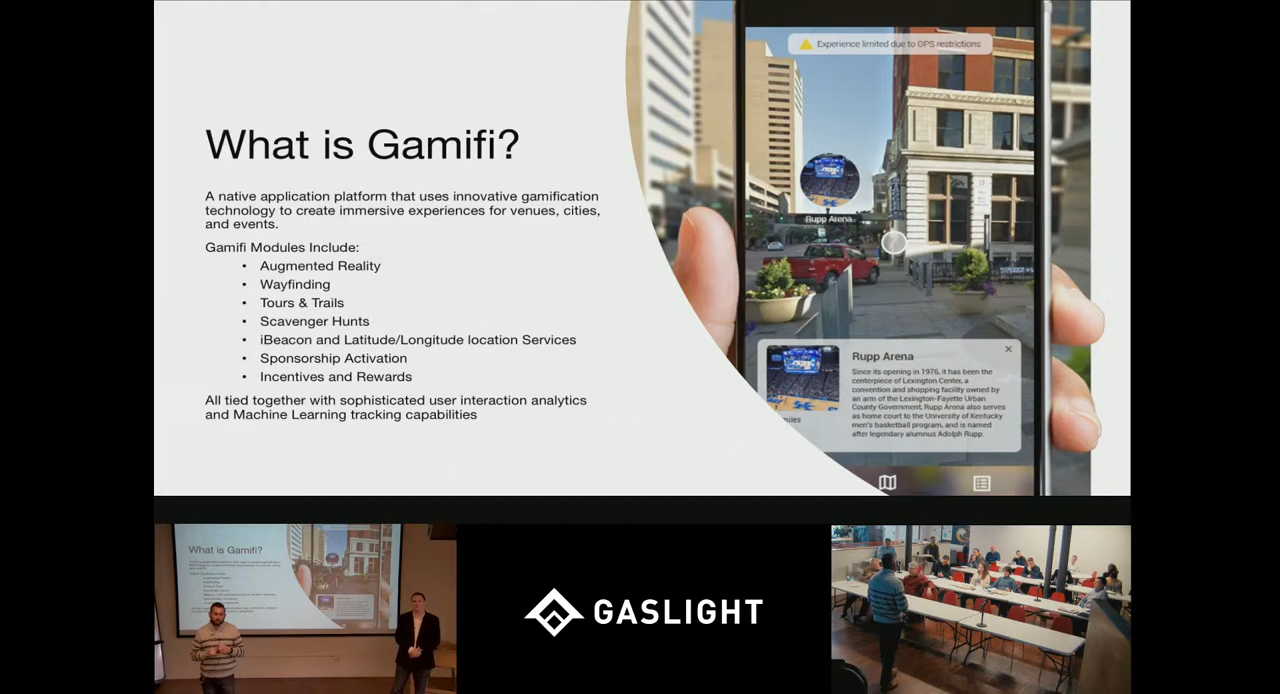 What is Gamifi?
A native application platform that uses innovative gamification
technology to create immersive experiences for venues, cities,
and events.
Gamifi Modules Include:
• Augmented Reality
• Wayfinding
• Tours & Trails
• Scavenger Hunts
• iBeacon and Latitude/Longitude location Services
• Sponsorship Activation
• Incentives and Rewards
All tied together with sophisticated user interaction analytics
and Machine Learning tracking capabilities
Experience limited due to GPS restrictions
Rupp Arena
Rupp Arena
Since its opening in 1976, it has been the
centerpiece of Lexington Center, a
convention and shopping facility owned by
an arm of the Lexington-Fayette Urban
County Government, Rupp Arena also serves
as home court to the University of Kentucky
men's basketball program, and is named
after legendary alumnus Adolph Rupp.
miles
What is Gamifi?
GASLIGHT